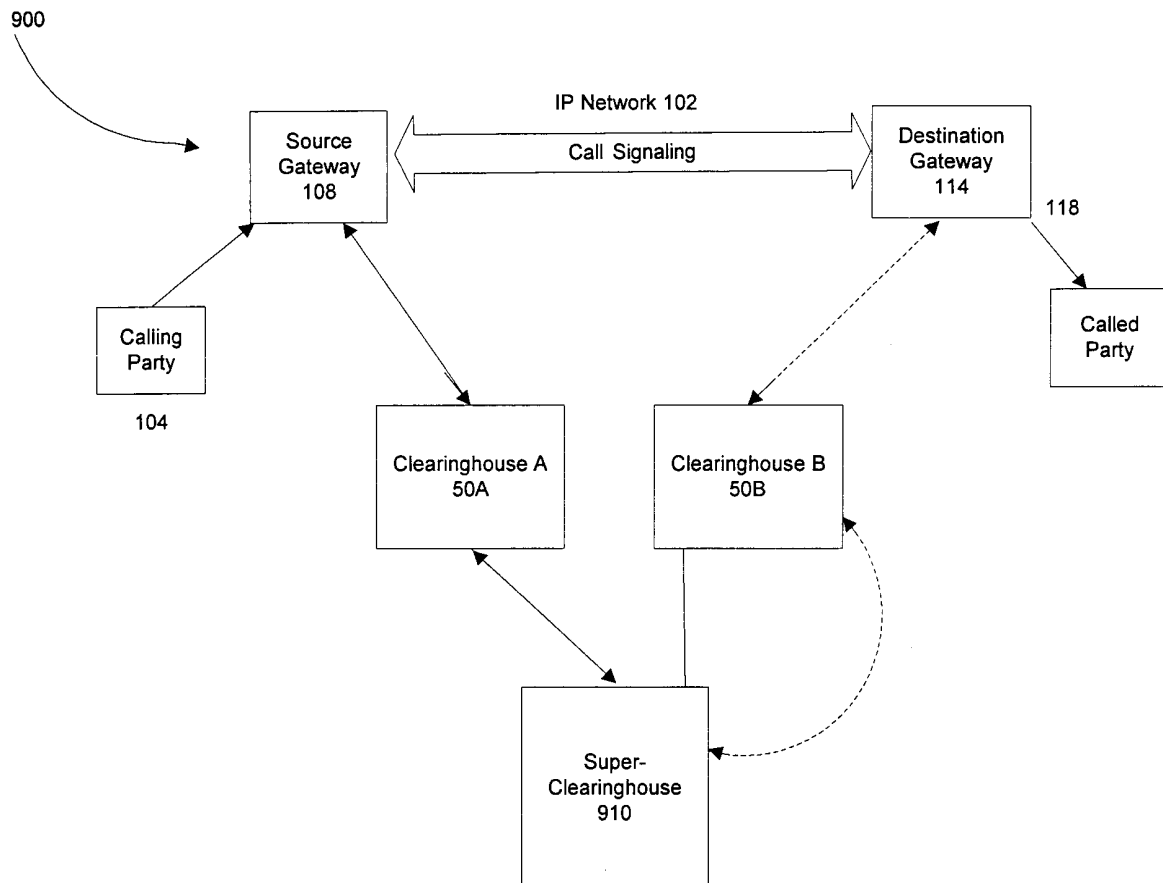 900
IP Network 102
Source
Gateway
108
Call Signaling
Destination
Gateway
114
118
Calling
Party
104
Called
Party
Clearinghouse A
50A
Clearinghouse B
50B
Super-
Clearinghouse
910